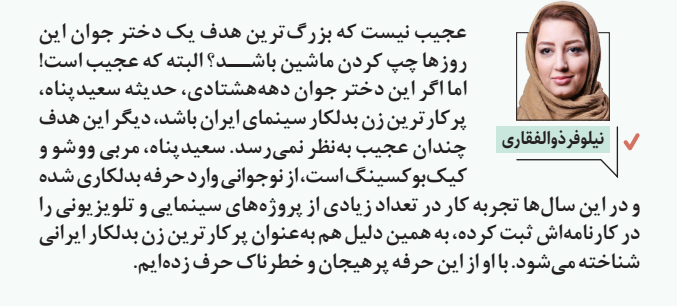 عجیب نیست که بزرگ‌ترین هدف یک دختر جوان این
روزها چپ کردن ماشین باشــــد؟ البته که عجیب است!
اما اگر این دختر جوان دهه‌هشتادی، حدیثه سعیدپناه،
پرکارترین زن بدلکار سینمای ایران باشد، دیگر این هدف
چندان عجیب به‌نظر نمی‌رسد. سعیدپناه، مربی ووشو و
کیک‌بوکسینگ است، از نوجوانی وارد حرفه بدلکاری شده
و در این سال‌ها تجربه کار در تعداد زیادی از پروژه‌های سینمایی و تلویزیونی را
در کارنامه‌اش ثبت کرده، به همین دلیل هم به‌عنوان پرکارترین زن بدلکار ایرانی
شناخته می‌شود. با او از این حرفه پرهیجان و خطرناک حرف زده‌ایم.
نیلوفر ذوالفقاری